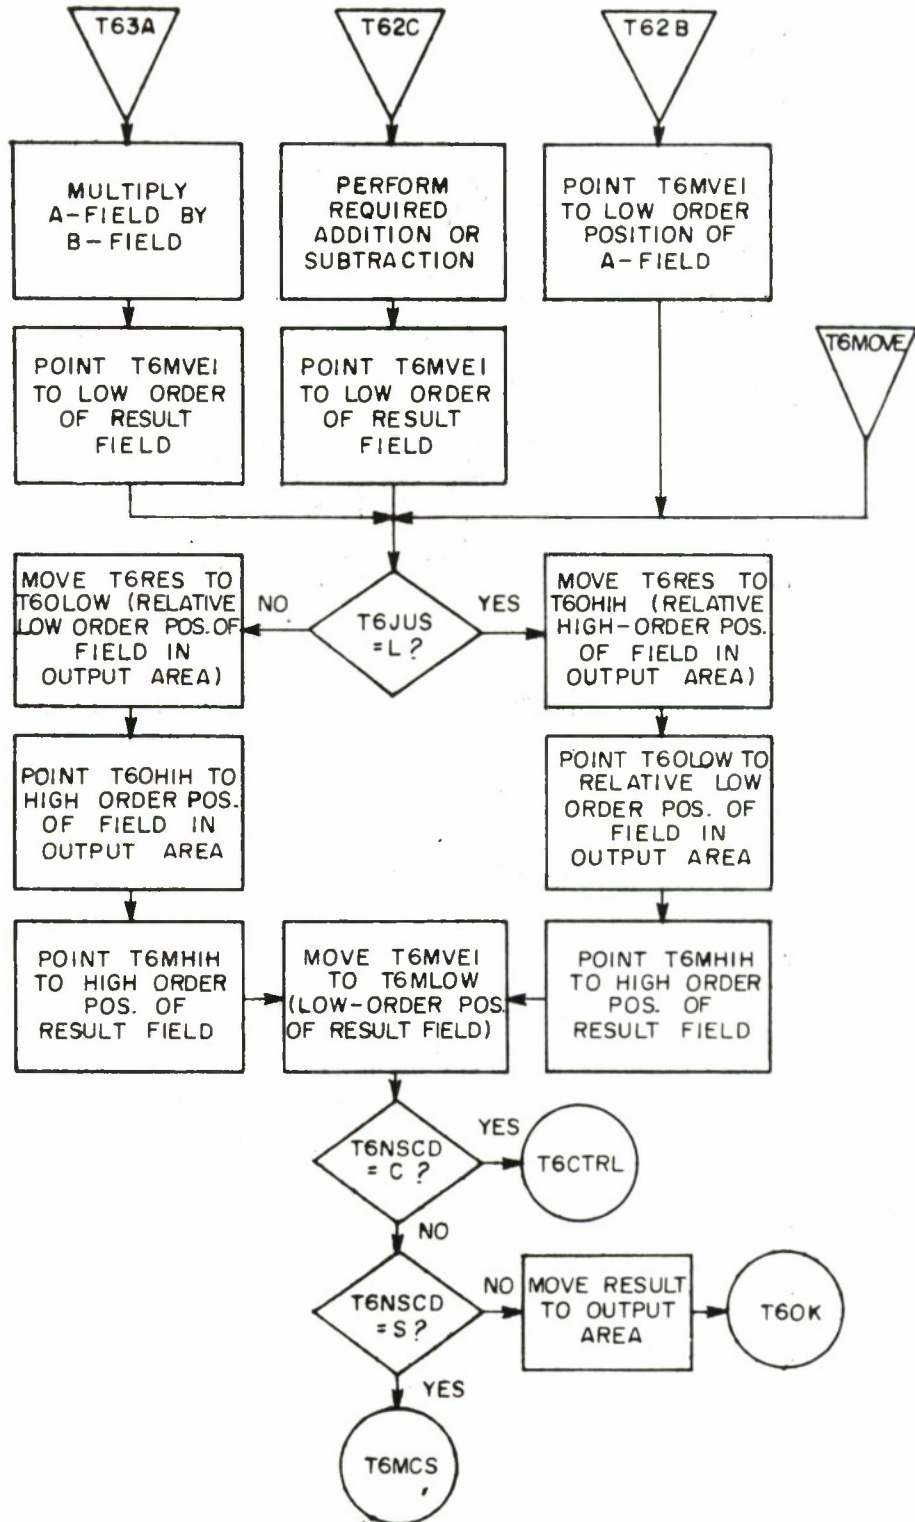 T63A
T62C
T62B
MULTIPLY
A-FIELD BY
B-FIELD
PERFORM
REQUIRED
ADDITION OR
SUBTRACTION
POINT T6MVEI
TO LOW ORDER
POSITION OF
A-FIELD
POINT T6MVEI
TO LOW ORDER
OF RESULT
FIELD
POINT T6MVEI
TO LOW ORDER
OF RESULT
FIELD
T6MOVE
MOVE T6RES TO
T6OLOW (RELATIVE
LOW ORDER POS. OF
FIELD IN
OUTPUT AREA)
NO
T6JUS
=L?
YES
MOVE T6RES TO
T6OHIH (RELATIVE
HIGH-ORDER POS.
OF FIELD IN
OUTPUT AREA)
POINT T6OHIH TO
HIGH ORDER POS.
OF FIELD IN
OUTPUT AREA
POINT T6OLOW TO
RELATIVE LOW
ORDER POS. OF
FIELD IN
OUTPUT AREA
POINT T6MHIH
TO HIGH ORDER
POS. OF
RESULT FIELD
MOVE T6MVEI
TO T6MLOW
(LOW-ORDER POS.
OF RESULT FIELD)
POINT T6MHIH
TO HIGH ORDER
POS. OF
RESULT FIELD
T6NSCD
= C ?
YES
T6CTRL
NO
T6NSCD
=S?
NO
MOVE RESULT
TO OUTPUT
AREA
T6OK
YES
T6MCS